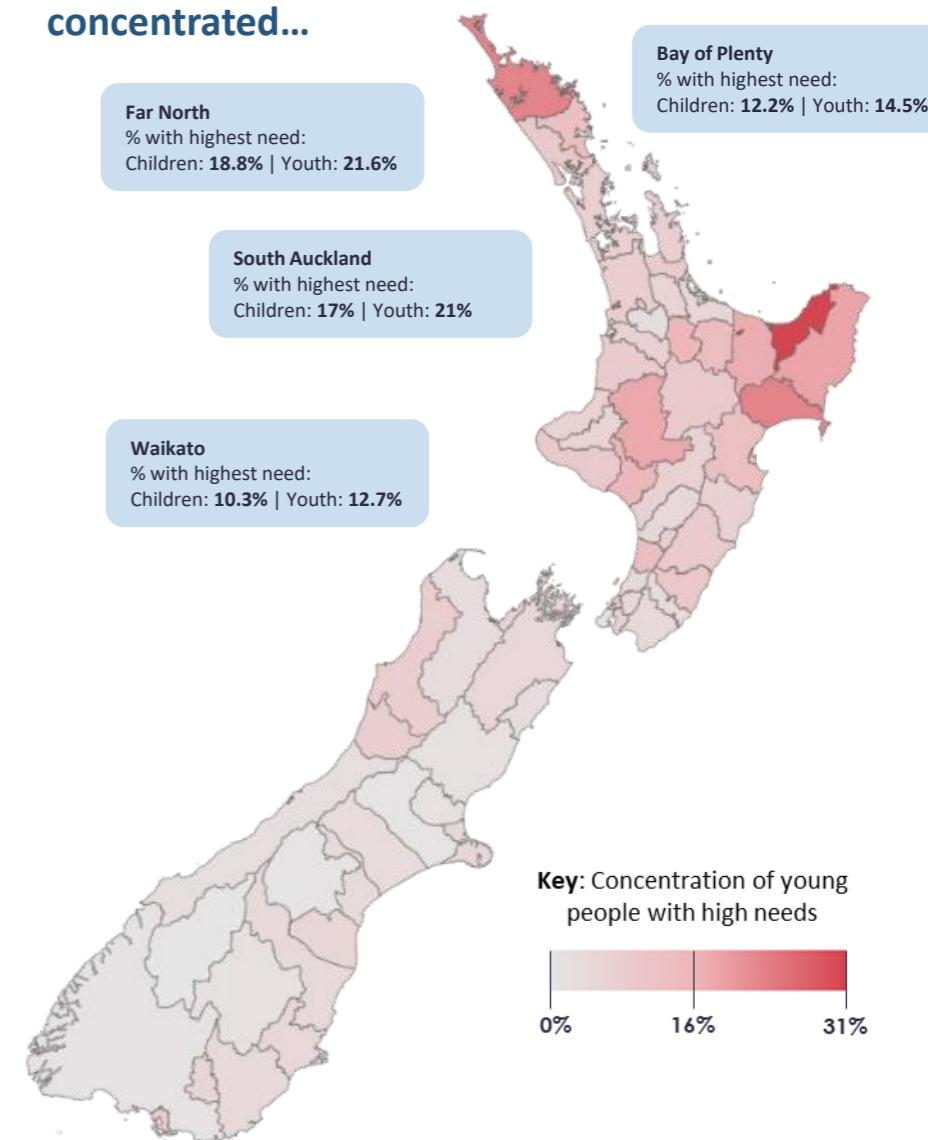 concentrated...
Bay of Plenty
% with highest need:
Children: 12.2% | Youth: 14.5%
Far North
% with highest need:
Children: 18.8% | Youth: 21.6%
South Auckland
% with highest need:
Children: 17% | Youth: 21%
Waikato
% with highest need:
Children: 10.3% | Youth: 12.7%
Key: Concentration of young
people with high needs
0% 16% 31%